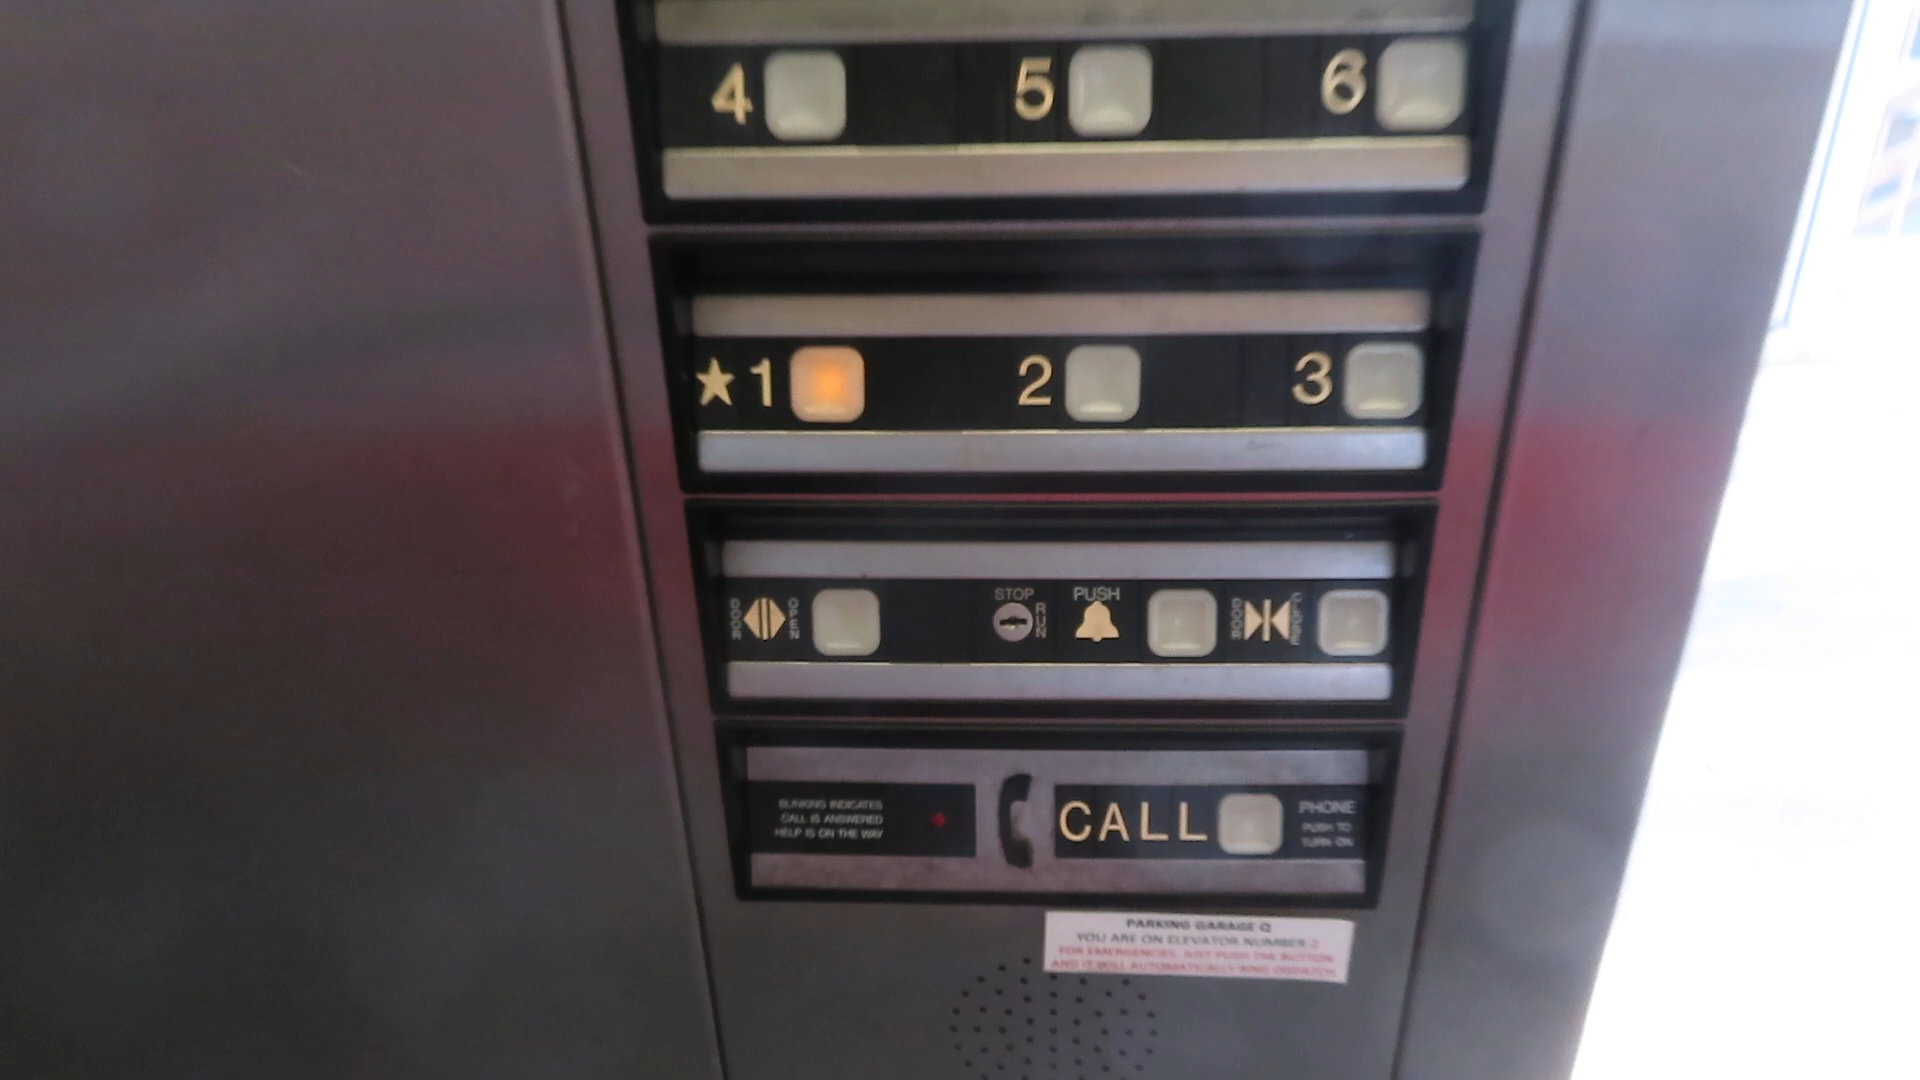 4 5 6
★1 2 3
DOOR OPEN STOP RUN PUSH DOOR CLOSE
BLINKING INDICATES
CALL IS ANSWERED
HELP IS ON THE WAY
CALL
PHONE
PUSH TO
TURN ON
PARKING GARAGE Q
YOU ARE ON ELEVATOR NUMBER 2
FOR EMERGENCIES, JUST PUSH THE BUTTON
AND IT WILL AUTOMATICALLY RING DISPATCH